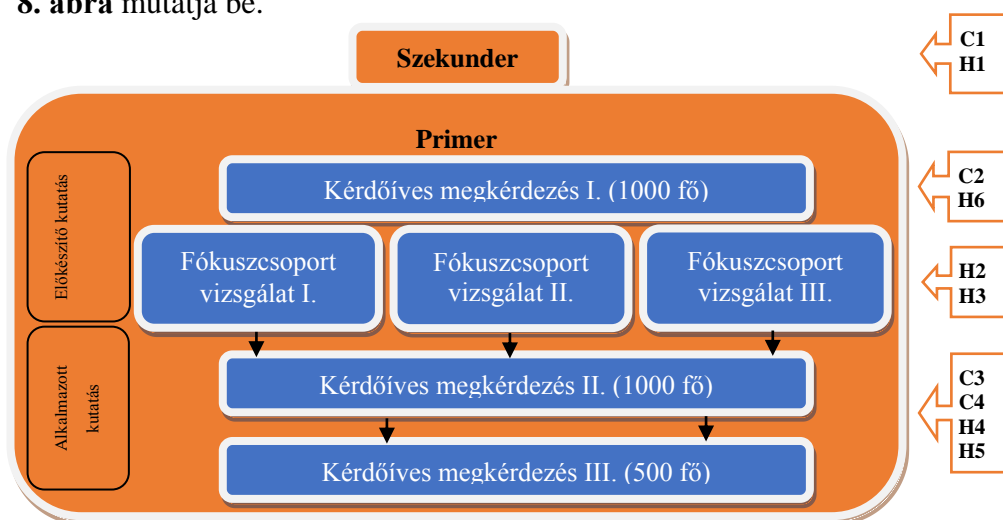 8. ábra mutatja be.
Szekunder
C1
H1
Primer
Előkészítő kutatás
Kérdőíves megkérdezés I. (1000 fő)
C2
H6
Fókuszcsoport
vizsgálat I.
Fókuszcsoport
vizsgálat II.
Fókuszcsoport
vizsgálat III.
H2
H3
Alkalmazott
kutatás
Kérdőíves megkérdezés II. (1000 fő)
C3
C4
H4
H5
Kérdőíves megkérdezés III. (500 fő)